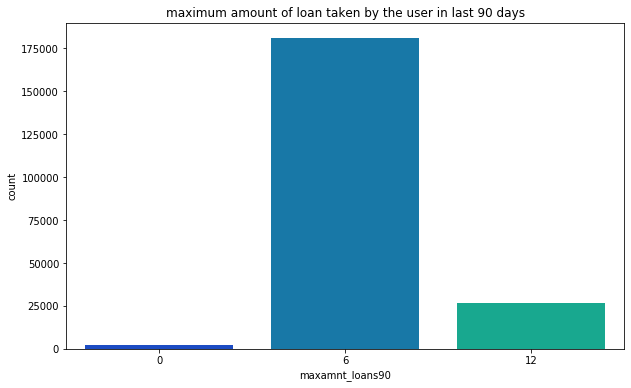 maximum amount of loan taken by the user in last 90 days
175000
150000
125000
100000
75000
50000
25000
0
count
0 6 12
maxamnt_loans90